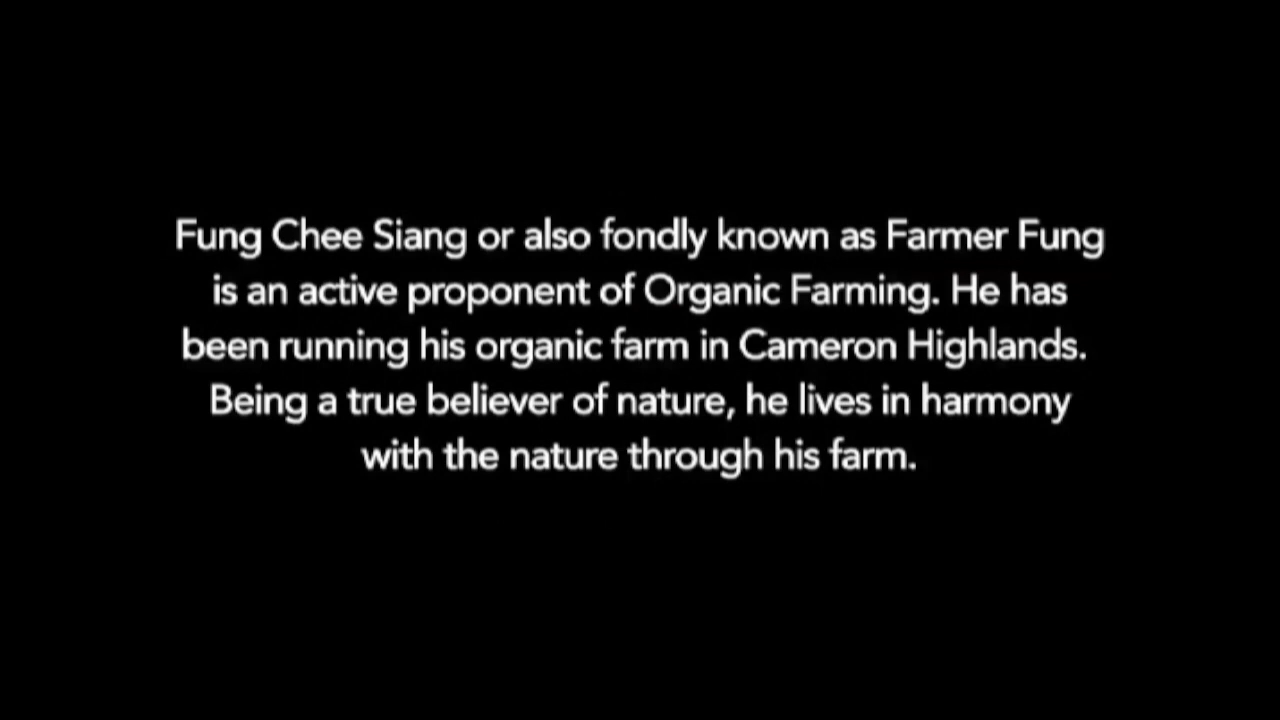 Fung Chee Siang or also fondly known as Farmer Fung
is an active proponent of Organic Farming. He has
been running his organic farm in Cameron Highlands.
Being a true believer of nature, he lives in harmony
with the nature through his farm.